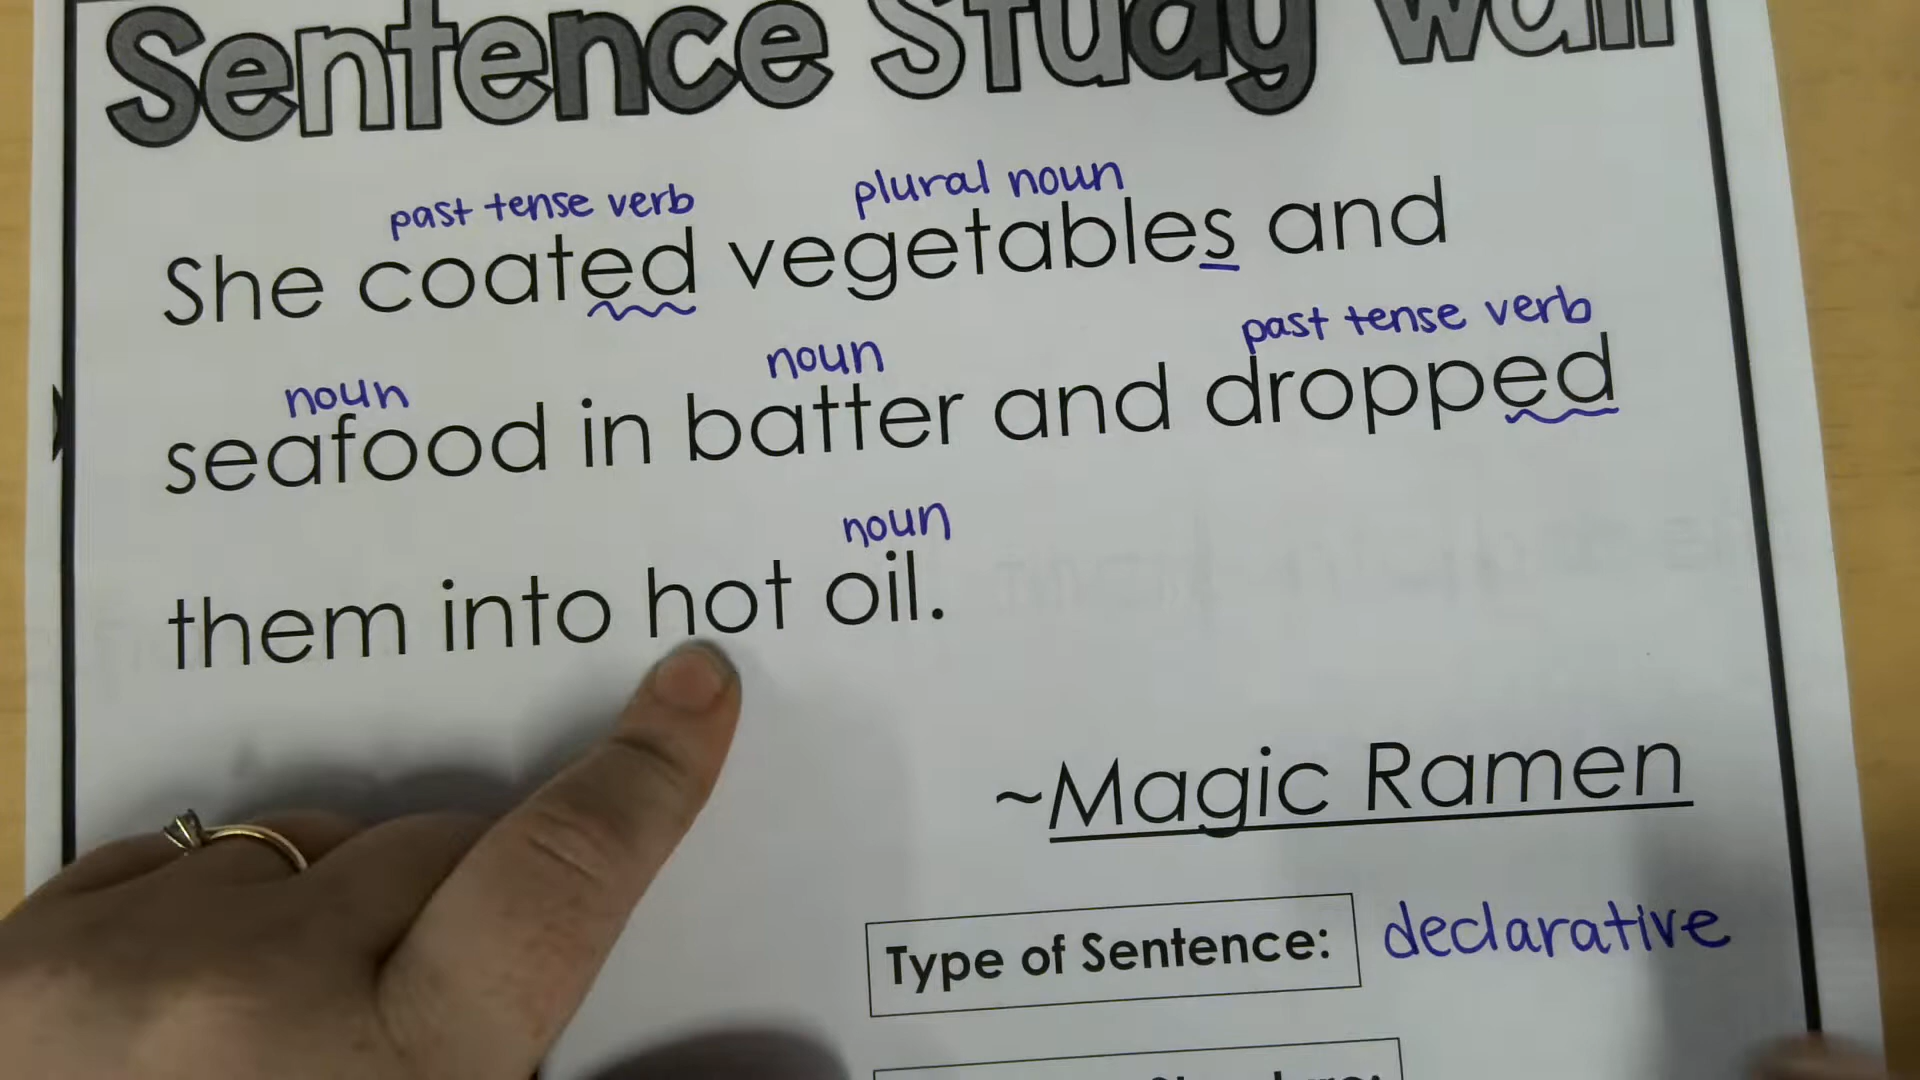 Sentence Study Wall
past tense verb plural noun
She coated vegetables and
noun noun past tense verb
seafood in batter and dropped
noun
them into hot oil.
~Magic Ramen
Type of Sentence: declarative